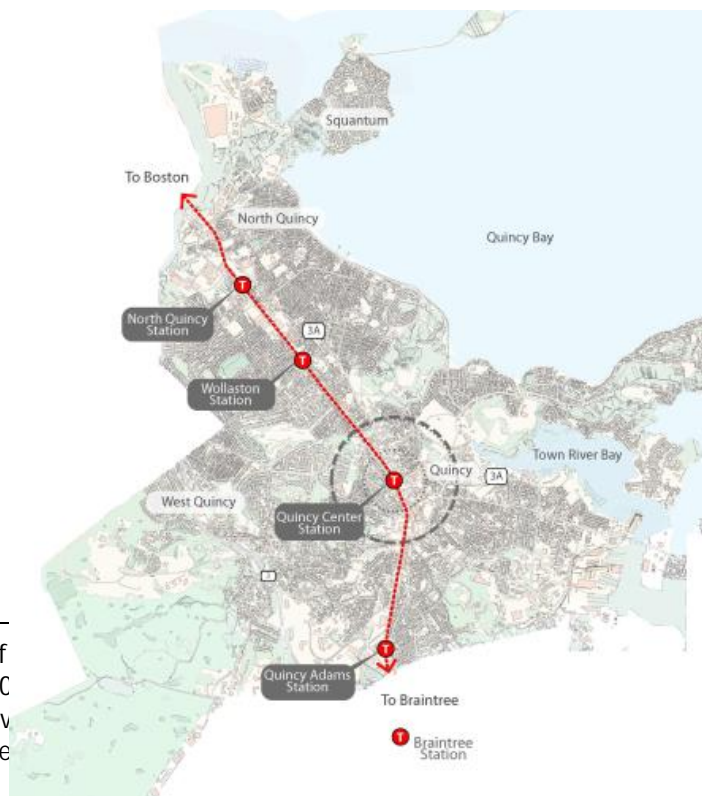 Squantum
To Boston
North Quincy
Quincy Bay
T
North Quincy
Station
3A
T
Wollaston
Station
Town River Bay
Quincy
3A
T
West Quincy
Quincy Center
Station
f
0
v
T
e
Quincy Adams
Station
To Braintree
T
Braintree
Station